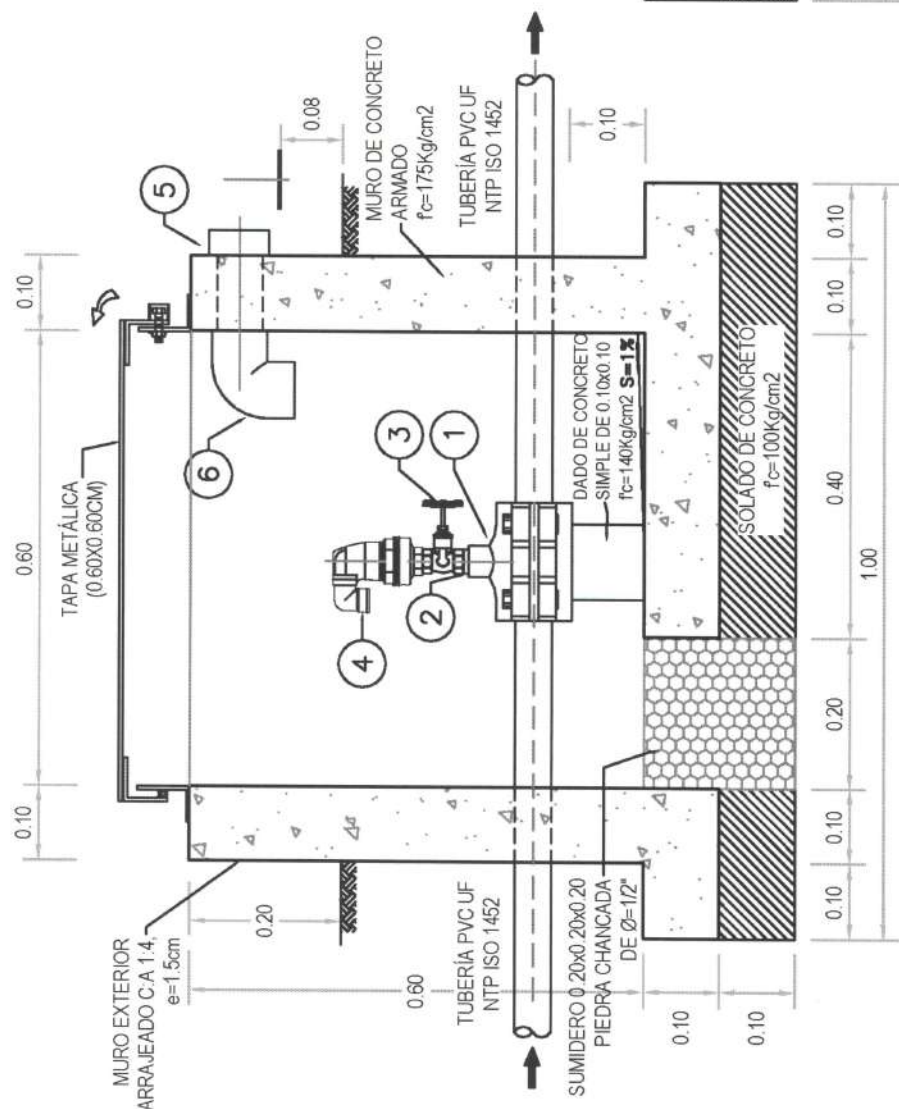 0.10
0.60
0.10
TAPA METÁLICA
(0.60X0.60CM)
MURO EXTERIOR
ARRAJEADO C:A 1:4,
e=1.5cm
0.20
0.60
5
6
0.08
MURO DE CONCRETO
ARMADO
f'c=175Kg/cm2
4
3
2
1
TUBERÍA PVC UF
NTP ISO 1452
TUBERÍA PVC UF
NTP ISO 1452
0.10
DADO DE CONCRETO
SIMPLE DE 0.10x0.10
f'c=140Kg/cm2 S=1%
SUMIDERO 0.20x0.20x0.20
PIEDRA CHANCADA
DE Ø=1/2"
0.10
0.10
SOLADO DE CONCRETO
f'c=100Kg/cm2
0.10
0.10
0.20
0.40
0.10
0.10
1.00